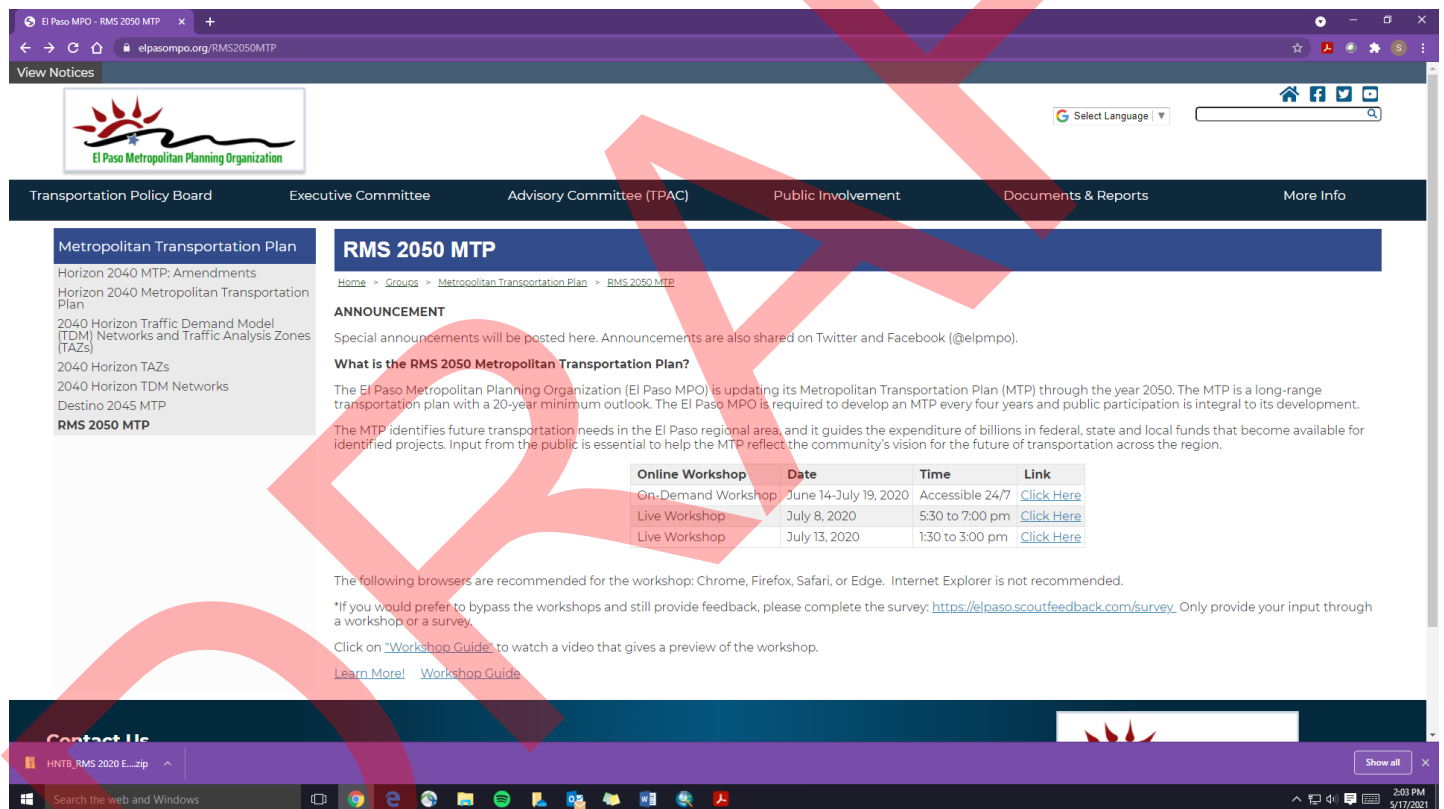 El Paso MPO - RMS 2050 MTP
elpasompo.org/RMS2050MTP
S
View Notices
El Paso Metropolitan Planning Organization
G Select Language
Transportation Policy Board Executive Committee Advisory Committee (TPAC) Public Involvement Documents & Reports More Info
Metropolitan Transportation Plan
Horizon 2040 MTP: Amendments
Horizon 2040 Metropolitan Transportation
Plan
2040 Horizon Traffic Demand Model
(TDM) Networks and Traffic Analysis Zones
(TAZs)
2040 Horizon TAZs
2040 Horizon TDM Networks
Destino 2045 MTP
RMS 2050 MTP
RMS 2050 MTP
Home > Groups > Metropolitan Transportation Plan > RMS 2050 MTP
ANNOUNCEMENT
Special announcements will be posted here. Announcements are also shared on Twitter and Facebook (@elpmpo).
What is the RMS 2050 Metropolitan Transportation Plan?
The El Paso Metropolitan Planning Organization (El Paso MPO) is updating its Metropolitan Transportation Plan (MTP) through the year 2050. The MTP is a long-range
transportation plan with a 20-year minimum outlook. The El Paso MPO is required to develop an MTP every four years and public participation is integral to its development.
The MTP identifies future transportation needs in the El Paso regional area, and it guides the expenditure of billions in federal, state and local funds that become available for
identified projects. Input from the public is essential to help the MTP reflect the community's vision for the future of transportation across the region.
Online Workshop Date Time Link
On-Demand Workshop June 14-July 19, 2020 Accessible 24/7 Click Here
Live Workshop July 8, 2020 5:30 to 7:00 pm Click Here
Live Workshop July 13, 2020 1:30 to 3:00 pm Click Here
The following browsers are recommended for the workshop: Chrome, Firefox, Safari, or Edge. Internet Explorer is not recommended.
*If you would prefer to bypass the workshops and still provide feedback, please complete the survey: https://elpaso.scoutfeedback.com/survey Only provide your input through
a workshop or a survey.
Click on "Workshop Guide" to watch a video that gives a preview of the workshop.
Learn More! Workshop Guide
Contact Us
HNTB_RMS 2020 E....zip
Show all
Search the web and Windows
2:03 PM
5/17/2021
DRA